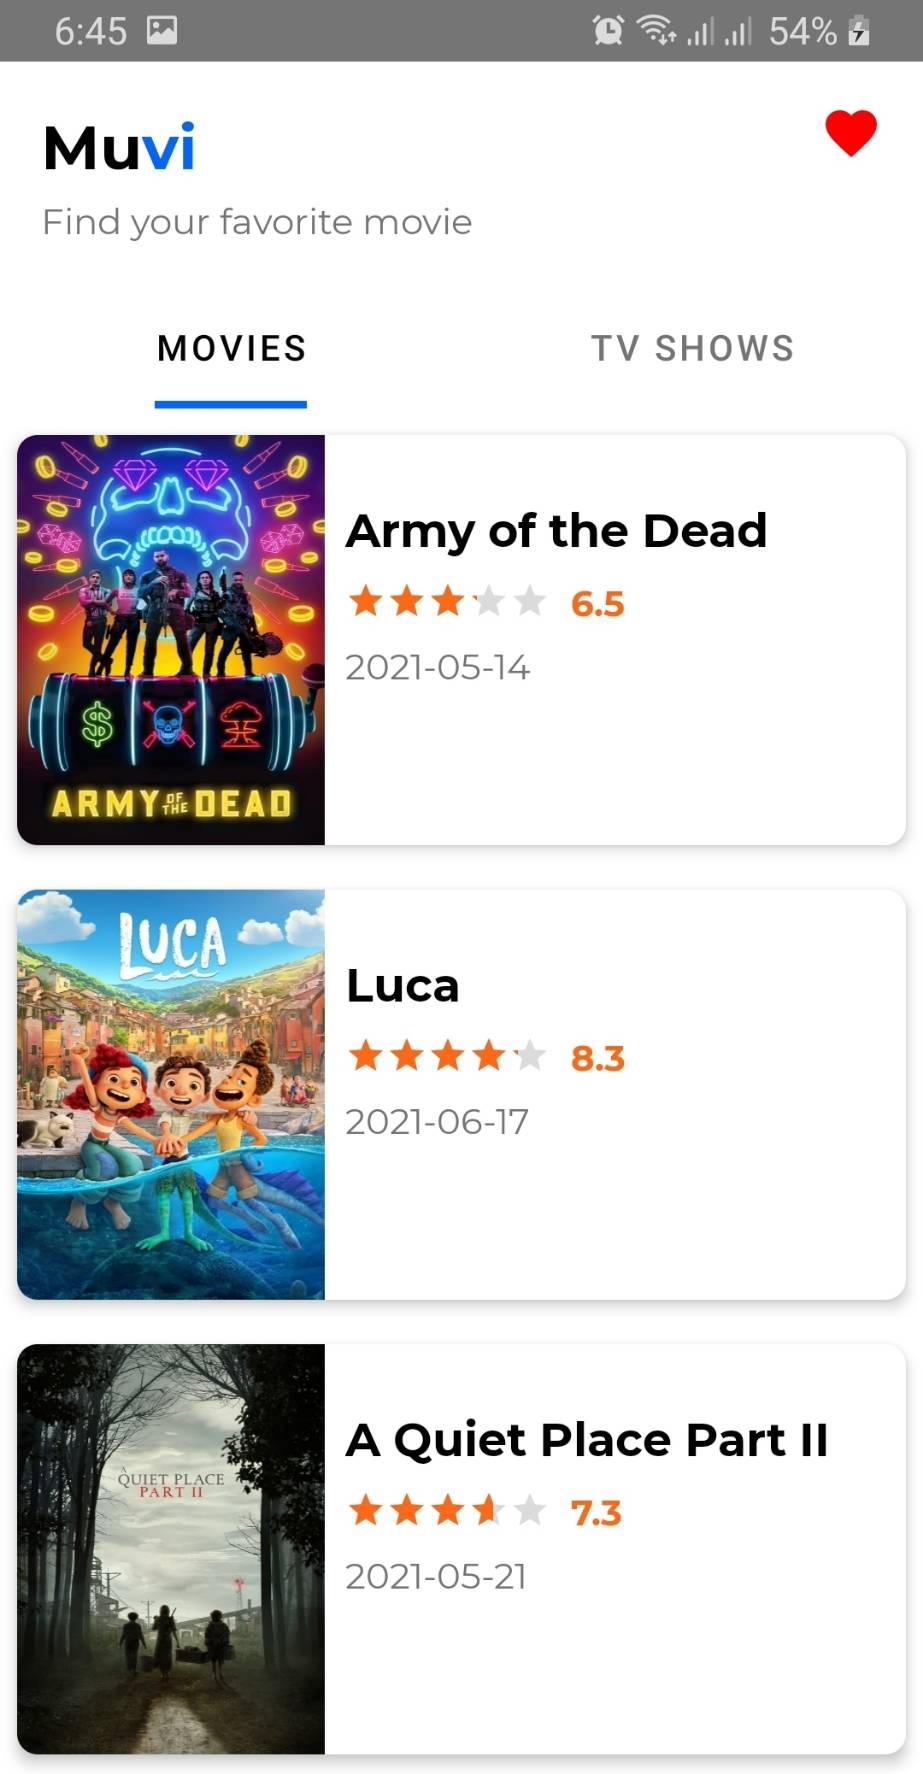 6:45 54%
Muvi
Find your favorite movie
MOVIES TV SHOWS
ARMY OF THE DEAD
Army of the Dead
6.5
2021-05-14
LUCA
Luca
8.3
2021-06-17
A
QUIET PLACE
PART II
A Quiet Place Part II
7.3
2021-05-21